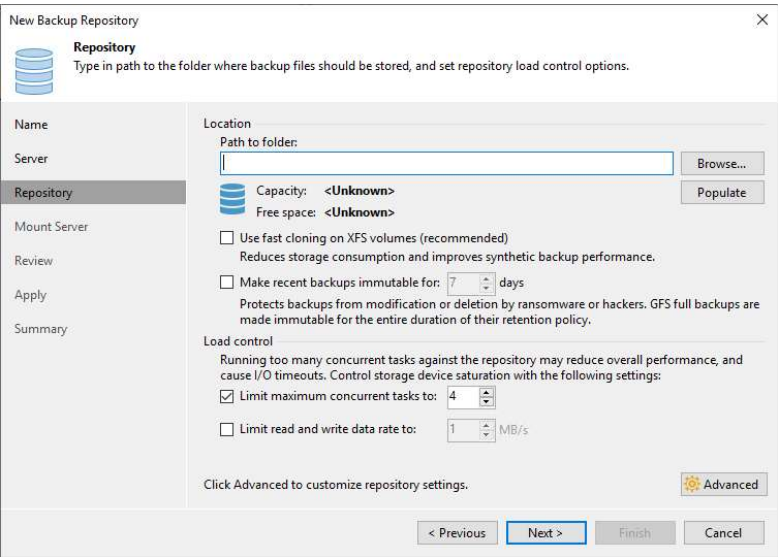 New Backup Repository
Repository
Type in path to the folder where backup files should be stored, and set repository load control options.
Name
Server
Repository
Mount Server
Review
Apply
Summary
Location
Path to folder:
Browse...
Capacity: <Unknown>
Populate
Free space: <Unknown>
Use fast cloning on XFS volumes (recommended)
Reduces storage consumption and improves synthetic backup performance.
Make recent backups immutable for: 7 days
Protects backups from modification or deletion by ransomware or hackers. GFS full backups are
made immutable for the entire duration of their retention policy.
Load control
Running too many concurrent tasks against the repository may reduce overall performance, and
cause I/O timeouts. Control storage device saturation with the following settings:
Limit maximum concurrent tasks to: 4
Limit read and write data rate to: 1 MB/s
Click Advanced to customize repository settings.
Advanced
< Previous
Next >
Finish
Cancel